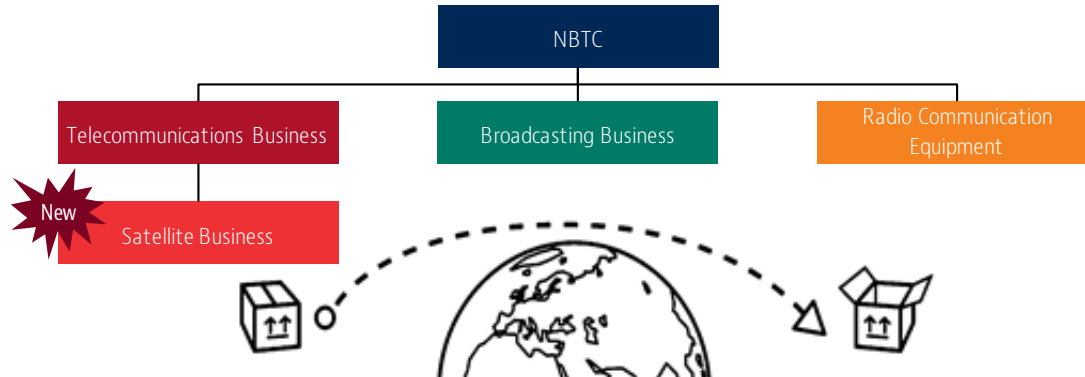 NBTC
Telecommunications Business
Broadcasting Business
Radio Communication
Equipment
New
Satellite Business